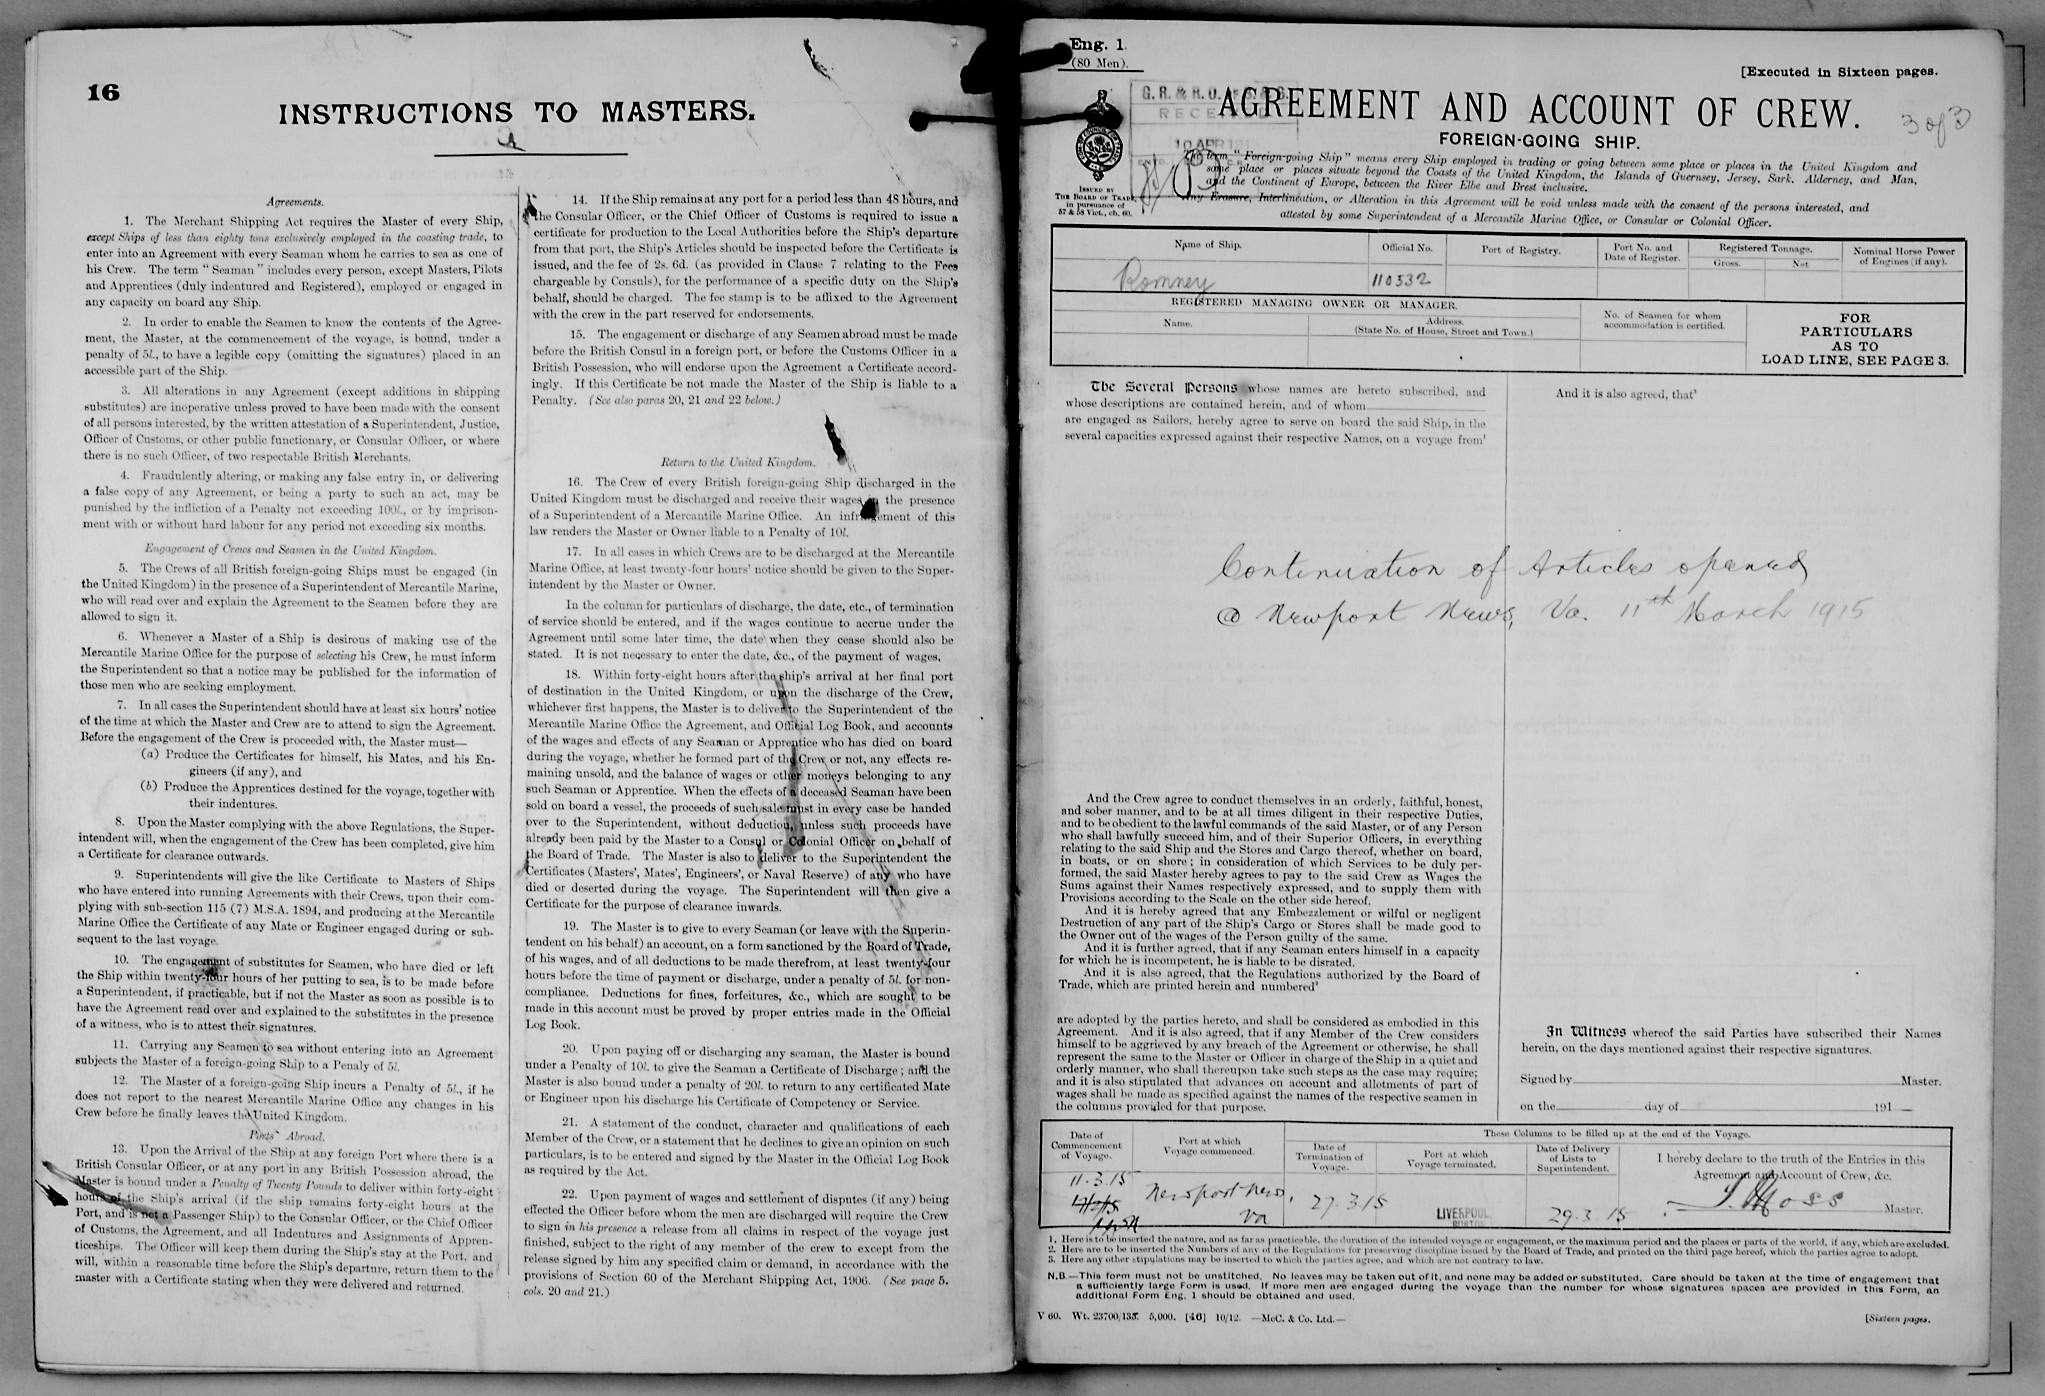 16
INSTRUCTIONS TO MASTERS.
Agreements.
1. The Merchant Shipping Act requires the Master of every Ship,
except Ships of less than eighty tons exclusively employed in the coasting trade, to
enter into an Agreement with every Seaman whom he carries to sea as one of
his Crew. The term "Seaman" includes every person, except Masters, Pilots
and Apprentices (duly indentured and Registered), employed or engaged in
any capacity on board any Ship.
2. In order to enable the Seamen to know the contents of the Agree-
ment, the Master, at the commencement of the voyage, is bound, under a
penalty of 5l., to have a legible copy (omitting the signatures) placed in an
accessible part of the Ship.
3. All alterations in any Agreement (except additions in shipping
substitutes) are inoperative unless proved to have been made with the consent
of all persons interested, by the written attestation of a Superintendent, Justice,
Officer of Customs, or other public functionary, or Consular Officer, or where
there is no such Officer, of two respectable British Merchants.
4. Fraudulently altering, or making any false entry in, or delivering
a false copy of any Agreement, or being a party to such an act, may be
punished by the infliction of a Penalty not exceeding 100l., or by imprison-
ment with or without hard labour for any period not exceeding six months.
Engagement of Crews and Seamen in the United Kingdom.
5. The Crews of all British foreign-going Ships must be engaged (in
the United Kingdom) in the presence of a Superintendent of Mercantile Marine,
who will read over and explain the Agreement to the Seamen before they are
allowed to sign it.
6. Whenever a Master of a Ship is desirous of making use of the
Mercantile Marine Office for the purpose of selecting his Crew, he must inform
the Superintendent so that a notice may be published for the information of
those men who are seeking employment.
7. In all cases the Superintendent should have at least six hours' notice
of the time at which the Master and Crew are to attend to sign the Agreement.
Before the engagement of the Crew is proceeded with, the Master must—
(a) Produce the Certificates for himself, his Mates, and his En-
gineers (if any), and
(b) Produce the Apprentices destined for the voyage, together with
their indentures.
8. Upon the Master complying with the above Regulations, the Super-
intendent will, when the engagement of the Crew has been completed, give him
a Certificate for clearance outwards.
9. Superintendents will give the like Certificate to Masters of Ships
who have entered into running Agreements with their Crews, upon their com-
plying with sub-section 115 (7) M.S.A. 1894, and producing at the Mercantile
Marine Office the Certificate of any Mate or Engineer engaged during or sub-
sequent to the last voyage.
10. The engagement of substitutes for Seamen, who have died or left
the Ship within twenty-four hours of her putting to sea, is to be made before
a Superintendent, if practicable, but if not the Master as soon as possible is to
have the Agreement read over and explained to the substitutes in the presence
of a witness, who is to attest their signatures.
11. Carrying any Seamen to sea without entering into an Agreement
subjects the Master of a foreign-going Ship to a Penaly of 5l.
12. The Master of a foreign-going Ship incurs a Penalty of 5l., if he
does not report to the nearest Mercantile Marine Office any changes in his
Crew before he finally leaves the United Kingdom.
Ports Abroad.
13. Upon the Arrival of the Ship at any foreign Port where there is a
British Consular Officer, or at any port in any British Possession abroad, the
Master is bound under a Penalty of Twenty Pounds to deliver within forty-eight
hours of the Ship's arrival (if the ship remains forty-eight hours at the
Port, and is not a Passenger Ship) to the Consular Officer, or the Chief Officer
of Customs, the Agreement, and all Indentures and Assignments of Appren-
ticeships. The Officer will keep them during the Ship's stay at the Port, and
will, within a reasonable time before the Ship's departure, return them to the
master with a Certificate stating when they were delivered and returned.
14. If the Ship remains at any port for a period less than 48 hours, and
the Consular Officer, or the Chief Officer of Customs is required to issue a
certificate for production to the Local Authorities before the Ship's departure
from that port, the Ship's Articles should be inspected before the Certificate is
issued, and the fee of 2s. 6d. (as provided in Clause 7 relating to the Fees
chargeable by Consuls), for the performance of a specific duty on the Ship's
behalf, should be charged. The fee stamp is to be affixed to the Agreement
with the crew in the part reserved for endorsements.
15. The engagement or discharge of any Seamen abroad must be made
before the British Consul in a foreign port, or before the Customs Officer in a
British Possession, who will endorse upon the Agreement a Certificate accord-
ingly. If this Certificate be not made the Master of the Ship is liable to a
Penalty. (See also paras 20, 21 and 22 below.)
Return to the United Kingdom.
16. The Crew of every British foreign-going Ship discharged in the
United Kingdom must be discharged and receive their wages in the presence
of a Superintendent of a Mercantile Marine Office. An infringement of this
law renders the Master or Owner liable to a Penalty of 10l.
17. In all cases in which Crews are to be discharged at the Mercantile
Marine Office, at least twenty-four hours' notice should be given to the Super-
intendent by the Master or Owner.
In the column for particulars of discharge, the date, etc., of termination
of service should be entered, and if the wages continue to accrue under the
Agreement until some later time, the date when they cease should also be
stated. It is not necessary to enter the date, &c., of the payment of wages.
18. Within forty-eight hours after the ship's arrival at her final port
of destination in the United Kingdom, or upon the discharge of the Crew,
whichever first happens, the Master is to deliver to the Superintendent of the
Mercantile Marine Office the Agreement, and Official Log Book, and accounts
of the wages and effects of any Seaman or Apprentice who has died on board
during the voyage, whether he formed part of the Crew or not, any effects re-
maining unsold, and the balance of wages or other moneys belonging to any
such Seaman or Apprentice. When the effects of a deceased Seaman have been
sold on board a vessel, the proceeds of such sale must in every case be handed
over to the Superintendent, without deduction, unless such proceeds have
already been paid by the Master to a Consul or Colonial Officer on behalf of
the Board of Trade. The Master is also to deliver to the Superintendent the
Certificates (Masters', Mates', Engineers', or Naval Reserve) of any who have
died or deserted during the voyage. The Superintendent will then give a
Certificate for the purpose of clearance inwards.
19. The Master is to give to every Seaman (or leave with the Superin-
tendent on his behalf) an account, on a form sanctioned by the Board of Trade,
of his wages, and of all deductions to be made therefrom, at least twenty-four
hours before the time of payment or discharge, under a penalty of 5l. for non-
compliance. Deductions for fines, forfeitures, &c., which are sought to be
made in this account must be proved by proper entries made in the Official
Log Book.
20. Upon paying off or discharging any seaman, the Master is bound
under a Penalty of 10l. to give the Seaman a Certificate of Discharge; and the
Master is also bound under a penalty of 20l. to return to any certificated Mate
or Engineer upon his discharge his Certificate of Competency or Service.
21. A statement of the conduct, character and qualifications of each
Member of the Crew, or a statement that he declines to give an opinion on such
particulars, is to be entered and signed by the Master in the Official Log Book
as required by the Act.
22. Upon payment of wages and settlement of disputes (if any) being
effected the Officer before whom the men are discharged will require the Crew
to sign in his presence a release from all claims in respect of the voyage just
finished, subject to the right of any member of the crew to except from the
release signed by him any specified claim or demand, in accordance with the
provisions of Section 60 of the Merchant Shipping Act, 1906. (See page 5.
cols. 20 and 21.)
Eng. 1
(80 Men).
[Executed in Sixteen pages.
G. R. & R. O. OF S. & S.
RECEIVED
10 APR 191
AGREEMENT AND ACCOUNT OF CREW.
3 of 3
FOREIGN-GOING SHIP.
The term "Foreign-going Ship" means every Ship employed in trading or going between some place or places in the United Kingdom and
some place or places situate beyond the Coasts of the United Kingdom, the Islands of Guernsey, Jersey, Sark, Alderney, and Man,
and the Continent of Europe, between the River Elbe and Brest inclusive.
ISSUED BY
THE BOARD OF TRADE,
in pursuance of
57 & 58 Vict., ch. 60.
Any Erasure, Interlineation, or Alteration in this Agreement will be void unless made with the consent of the persons interested, and
attested by some Superintendent of a Mercantile Marine Office, or Consular or Colonial Officer.
Name of Ship. Official No. Port of Registry. Port No. and Date of Register. Registered Tonnage. Gross. Net. Nominal Horse Power of Engines (if any).
Romney 110532
REGISTERED MANAGING OWNER OR MANAGER.
Name. Address. (State No. of House, Street and Town.)
No. of Seamen for whom accommodation is certified.
FOR
PARTICULARS
AS TO
LOAD LINE, SEE PAGE 3.
The Several Persons whose names are hereto subscribed, and
whose descriptions are contained herein, and of whom
are engaged as Sailors, hereby agree to serve on board the said Ship, in the
several capacities expressed against their respective Names, on a voyage from¹
And it is also agreed, that³
Continuation of Articles opened
@ Newport News, Va. 11th March 1915
And the Crew agree to conduct themselves in an orderly, faithful, honest,
and sober manner, and to be at all times diligent in their respective Duties,
and to be obedient to the lawful commands of the said Master, or of any Person
who shall lawfully succeed him, and of their Superior Officers, in everything
relating to the said Ship and the Stores and Cargo thereof, whether on board,
in boats, or on shore; in consideration of which Services to be duly per-
formed, the said Master hereby agrees to pay to the said Crew as Wages the
Sums against their Names respectively expressed, and to supply them with
Provisions according to the Scale on the other side hereof.
And it is hereby agreed that any Embezzlement or wilful or negligent
Destruction of any part of the Ship's Cargo or Stores shall be made good to
the Owner out of the wages of the Person guilty of the same.
And it is further agreed, that if any Seaman enters himself in a capacity
for which he is incompetent, he is liable to be disrated.
And it is also agreed, that the Regulations authorized by the Board of
Trade, which are printed herein and numbered²
are adopted by the parties hereto, and shall be considered as embodied in this
Agreement. And it is also agreed, that if any Member of the Crew considers
himself to be aggrieved by any breach of the Agreement or otherwise, he shall
represent the same to the Master or Officer in charge of the Ship in a quiet and
orderly manner, who shall thereupon take such steps as the case may require;
and it is also stipulated that advances on account and allotments of part of
wages shall be made as specified against the names of the respective seamen in
the columns provided for that purpose.
In Witness whereof the said Parties have subscribed their Names
herein, on the days mentioned against their respective signatures.
Signed by Master.
on the day of 191
Date of Commencement of Voyage. Port at which Voyage commenced. These Columns to be filled up at the end of the Voyage.
Date of Termination of Voyage. Port at which Voyage terminated. Date of Delivery of Lists to Superintendent. I hereby declare to the truth of the Entries in this Agreement and Account of Crew, &c.
11.3.15 Newport News, Va 27.3.15 LIVERPOOL 29.3.15 Moss Master.
1. Here is to be inserted the nature, and as far as practicable, the duration of the intended voyage or engagement, or the maximum period and the places or parts of the world, if any, which are excluded.
2. Here are to be inserted the Numbers of any of the Regulations for preserving discipline issued by the Board of Trade, and printed on the third page hereof, which the parties agree to adopt.
3. Here any other stipulations may be inserted to which the parties agree, and which are not contrary to law.
N.B.—This form must not be unstitched. No leaves may be taken out of it, and none may be added or substituted. Care should be taken at the time of engagement that
a sufficiently large Form is used. If more men are engaged during the voyage than the number for whose signatures spaces are provided in this Form, an
additional Form Eng. 1 should be obtained and used.
V 60. Wt. 23700/135. 5,000. [46] 10/12. —McC. & Co. Ltd.—
[Sixteen pages.